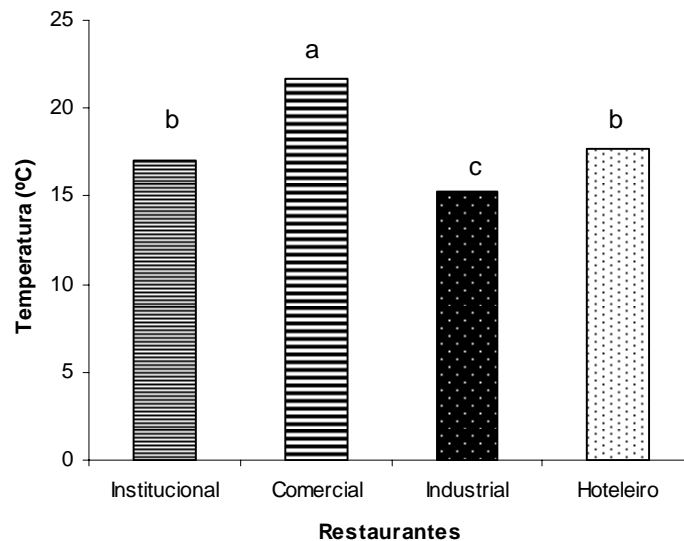 25
a
20
b
b
c
15
Temperatura (ºC)
10
5
0
Institucional Comercial Industrial Hoteleiro
Restaurantes